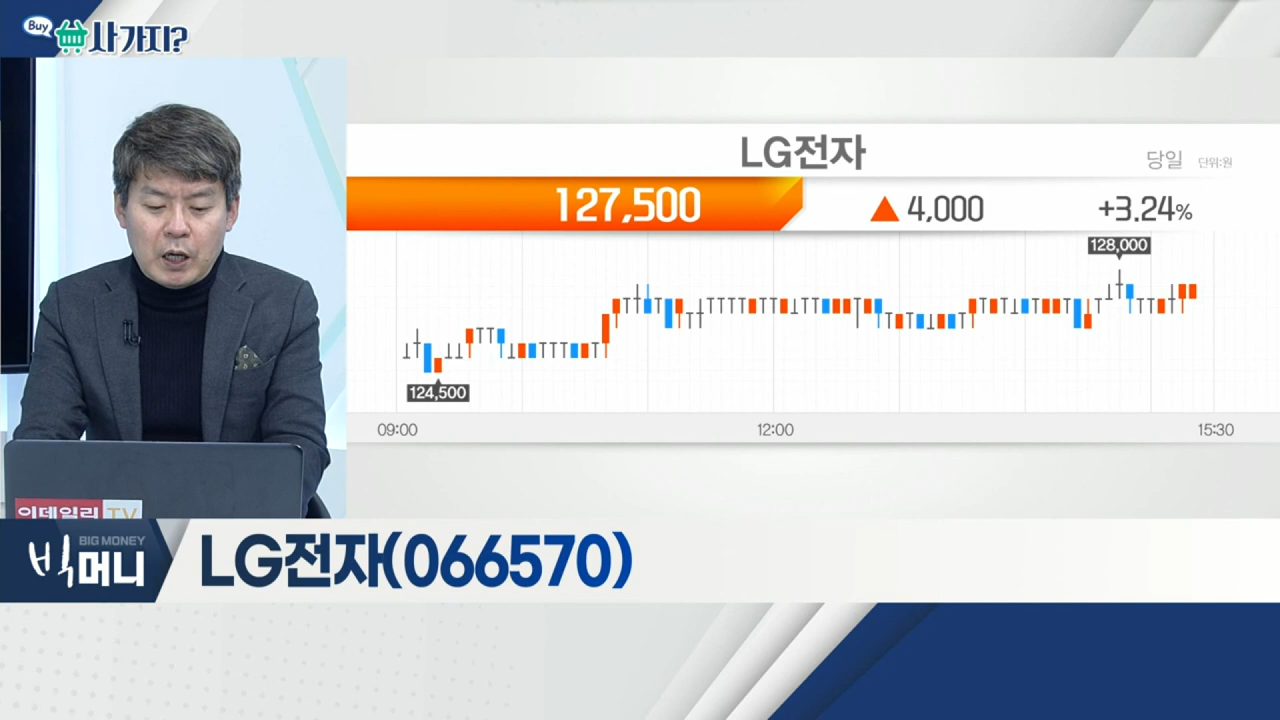 Buy
사가지?
LG전자
당일 단위:원
127,500 ▲ 4,000 +3.24%
128,000
124,500
09:00 12:00 15:30
이데일리 TV
BIG MONEY
빅머니
LG전자(066570)